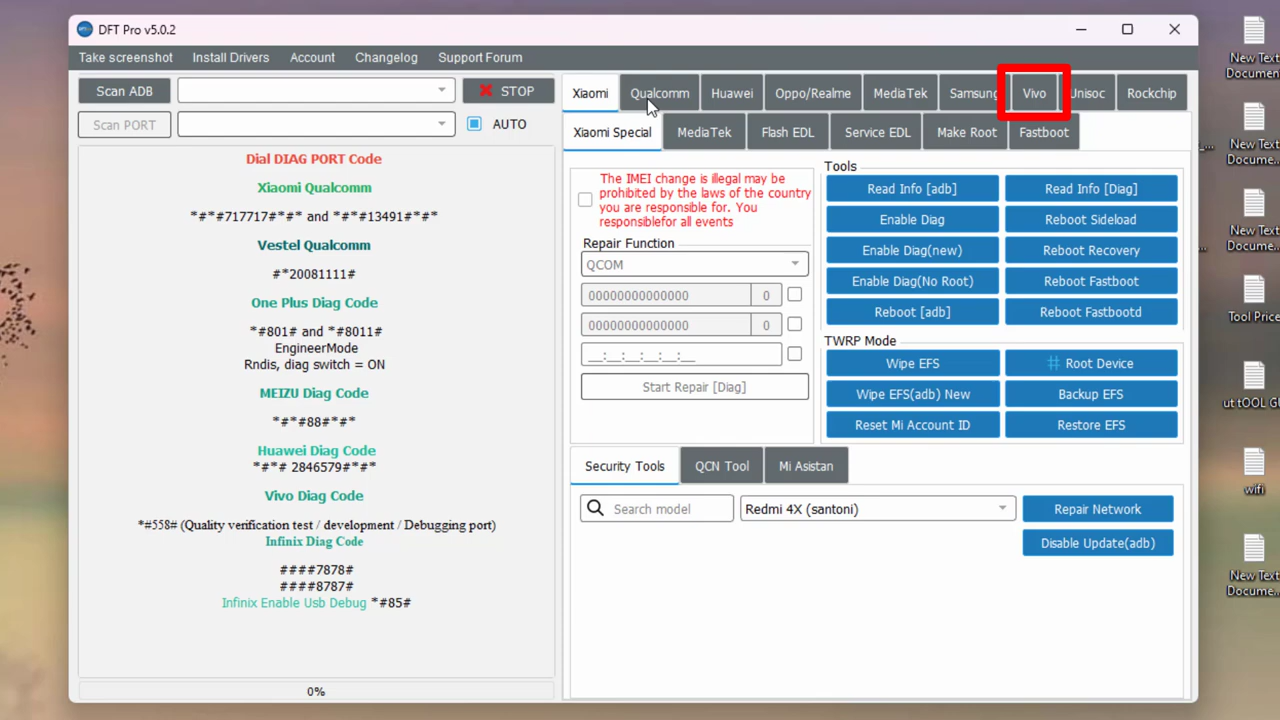 DFT Pro v5.0.2
Take screenshot Install Drivers Account Changelog Support Forum
Scan ADB STOP
Scan PORT AUTO
Dial DIAG PORT Code
Xiaomi Qualcomm
*#*#717717#*#* and *#*#13491#*#*
Vestel Qualcomm
#*20081111#
One Plus Diag Code
*#801# and *#8011#
EngineerMode
Rndis, diag switch = ON
MEIZU Diag Code
*#*#88#*#*
Huawei Diag Code
*#*# 2846579#*#*
Vivo Diag Code
*#558# (Quality verification test / development / Debugging port)
Infinix Diag Code
####7878#
####8787#
Infinix Enable Usb Debug *#85#
0%
Xiaomi Qualcomm Huawei Oppo/Realme MediaTek Samsung Vivo Unisoc Rockchip
Xiaomi Special MediaTek Flash EDL Service EDL Make Root Fastboot
The IMEI change is illegal may be
prohibited by the laws of the country
you are responsible for. You
responsiblefor all events
Repair Function
QCOM
00000000000000 0
00000000000000 0
__:__:__:__:__:__
Start Repair [Diag]
Tools
Read Info [adb] Read Info [Diag]
Enable Diag Reboot Sideload
Enable Diag(new) Reboot Recovery
Enable Diag(No Root) Reboot Fastboot
Reboot [adb] Reboot Fastbootd
TWRP Mode
Wipe EFS # Root Device
Wipe EFS(adb) New Backup EFS
Reset Mi Account ID Restore EFS
Security Tools QCN Tool Mi Asistan
Search model Redmi 4X (santoni) Repair Network
Disable Update(adb)
New Text
Documen
New Text
Docume...
New Text
Docume...
Tool Price
ut tOOL GU
wifi
New Text
Docume...